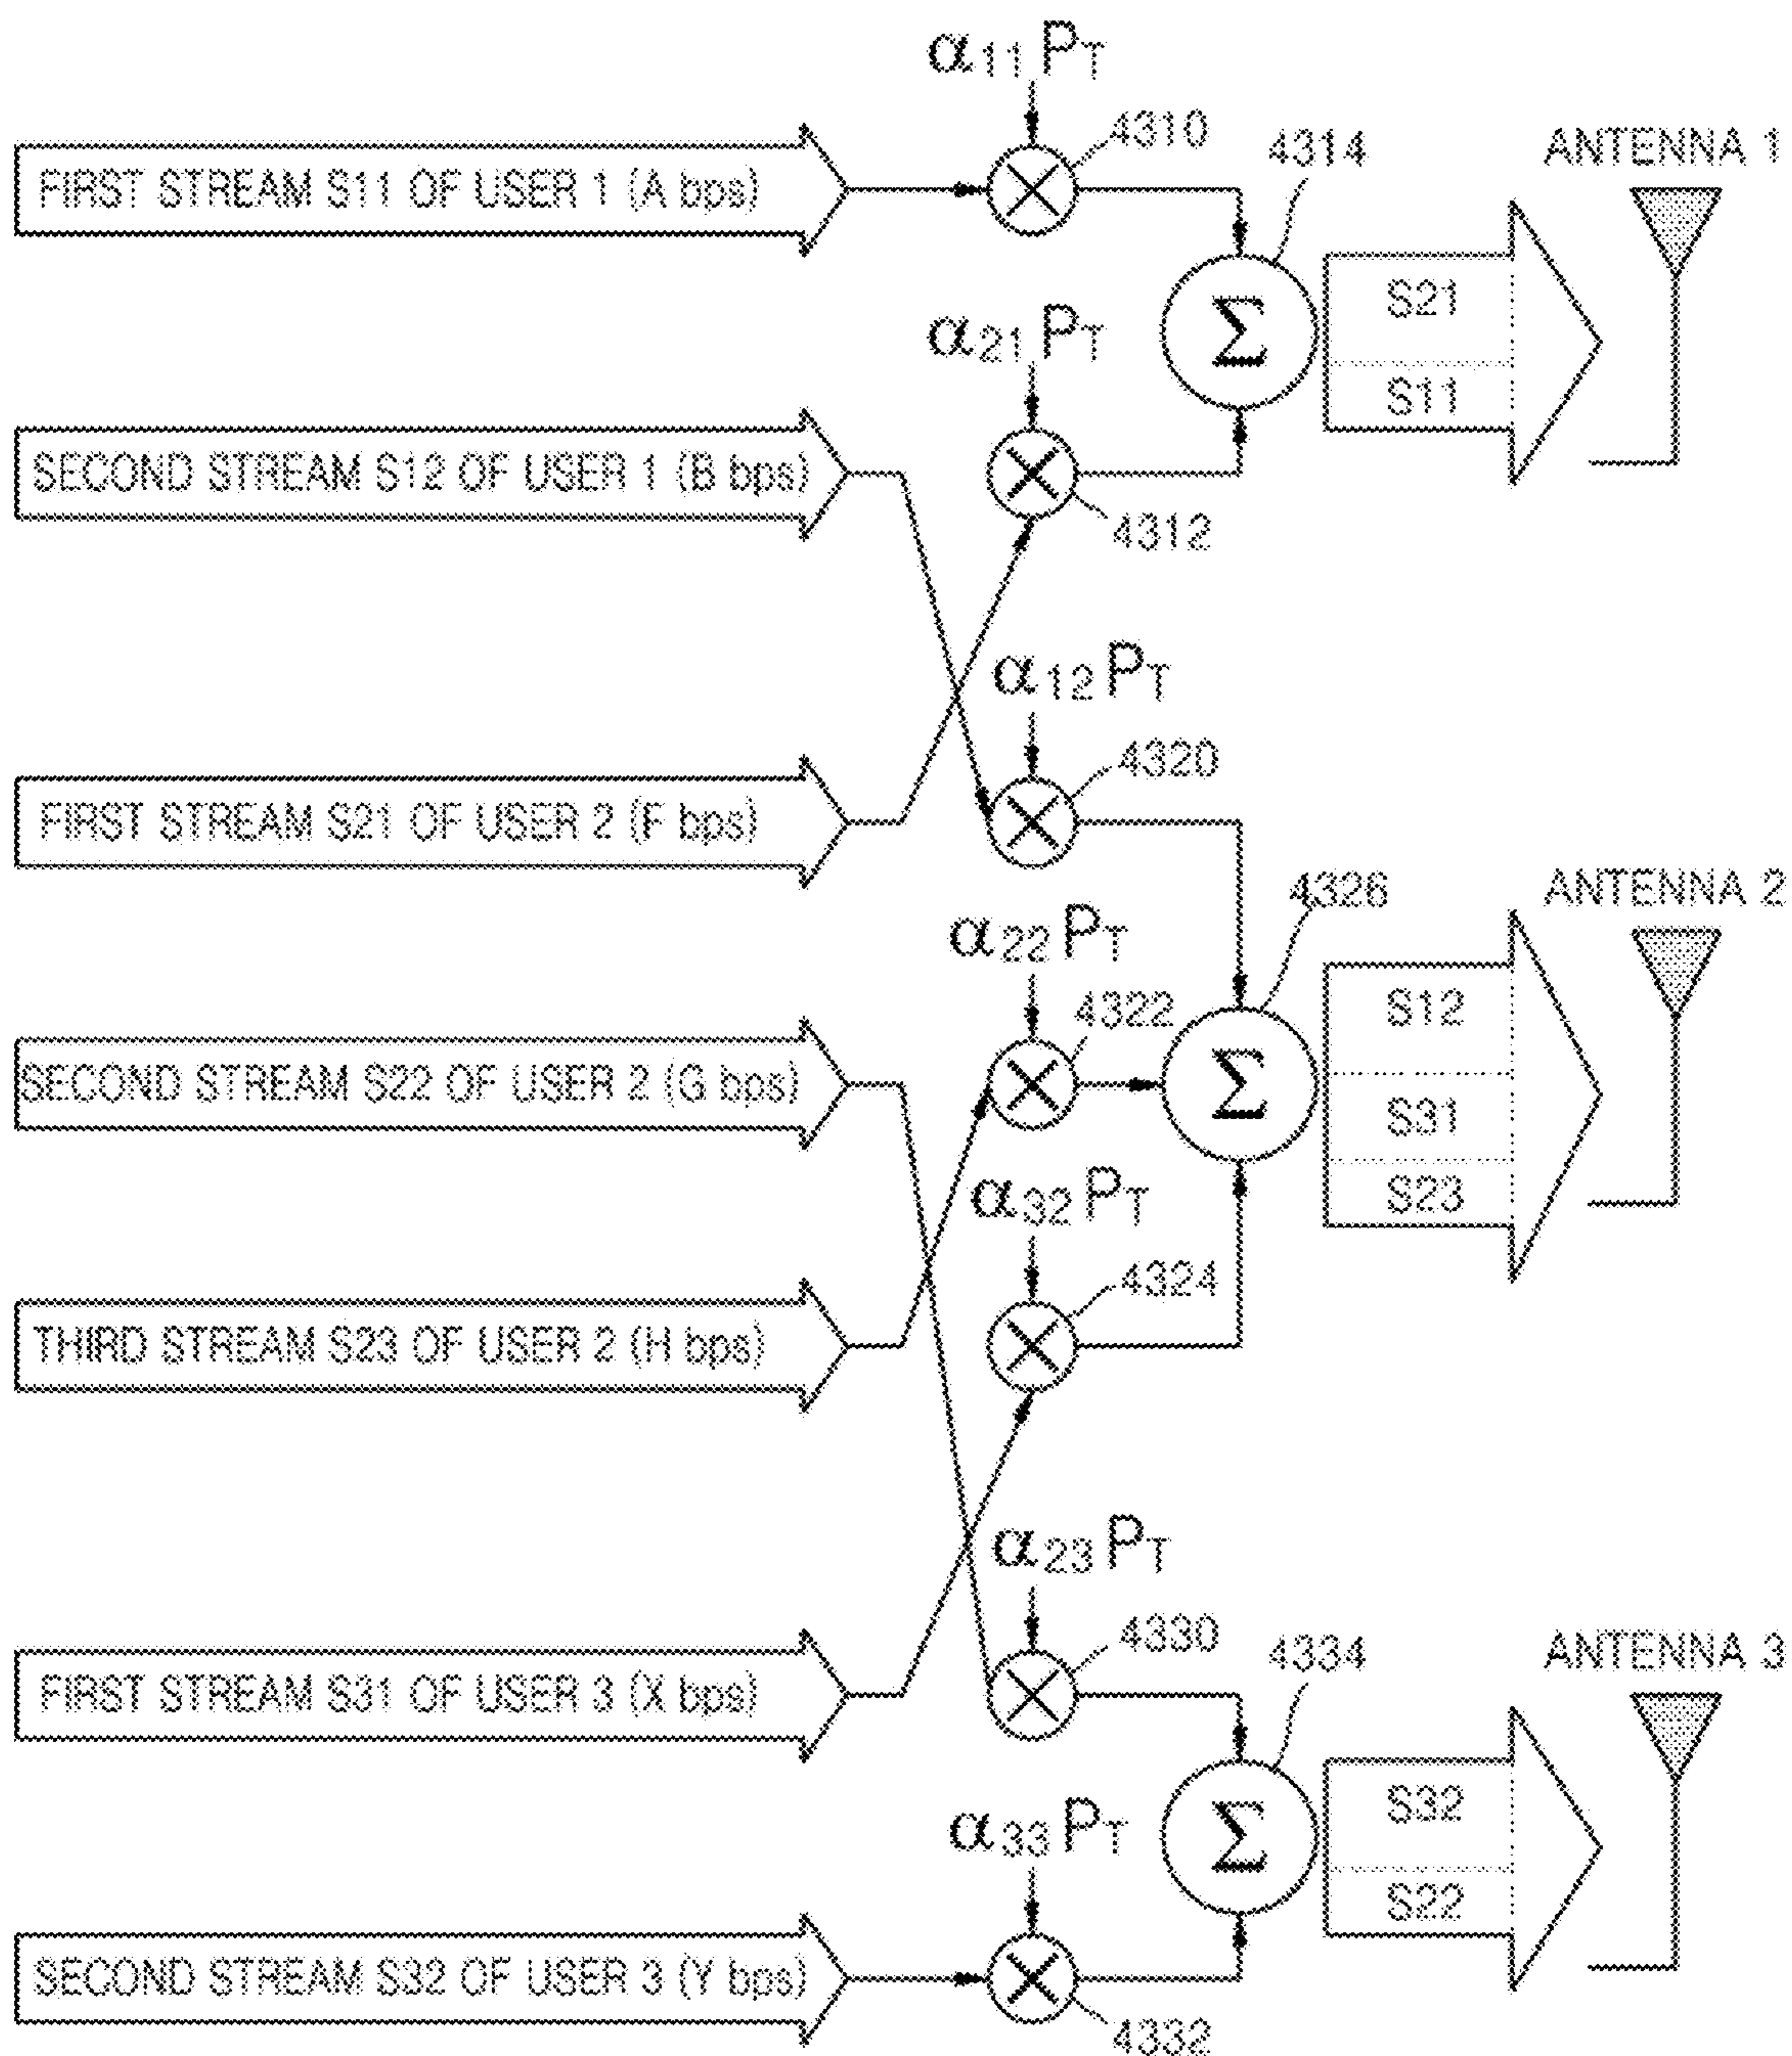 α11 PT
4310
4314
ANTENNA 1
FIRST STREAM S11 OF USER 1 (A bps)
S21
Σ
α21 PT
S11
SECOND STREAM S12 OF USER 1 (B bps)
4312
α12 PT
4320
FIRST STREAM S21 OF USER 2 (F bps)
4326
ANTENNA 2
α22 PT
4322
S12
SECOND STREAM S22 OF USER 2 (G bps)
Σ
S31
α32 PT
S23
4324
THIRD STREAM S23 OF USER 2 (H bps)
α23 PT
4330
4334
ANTENNA 3
FIRST STREAM S31 OF USER 3 (X bps)
S32
α33 PT
Σ
S22
SECOND STREAM S32 OF USER 3 (Y bps)
4332